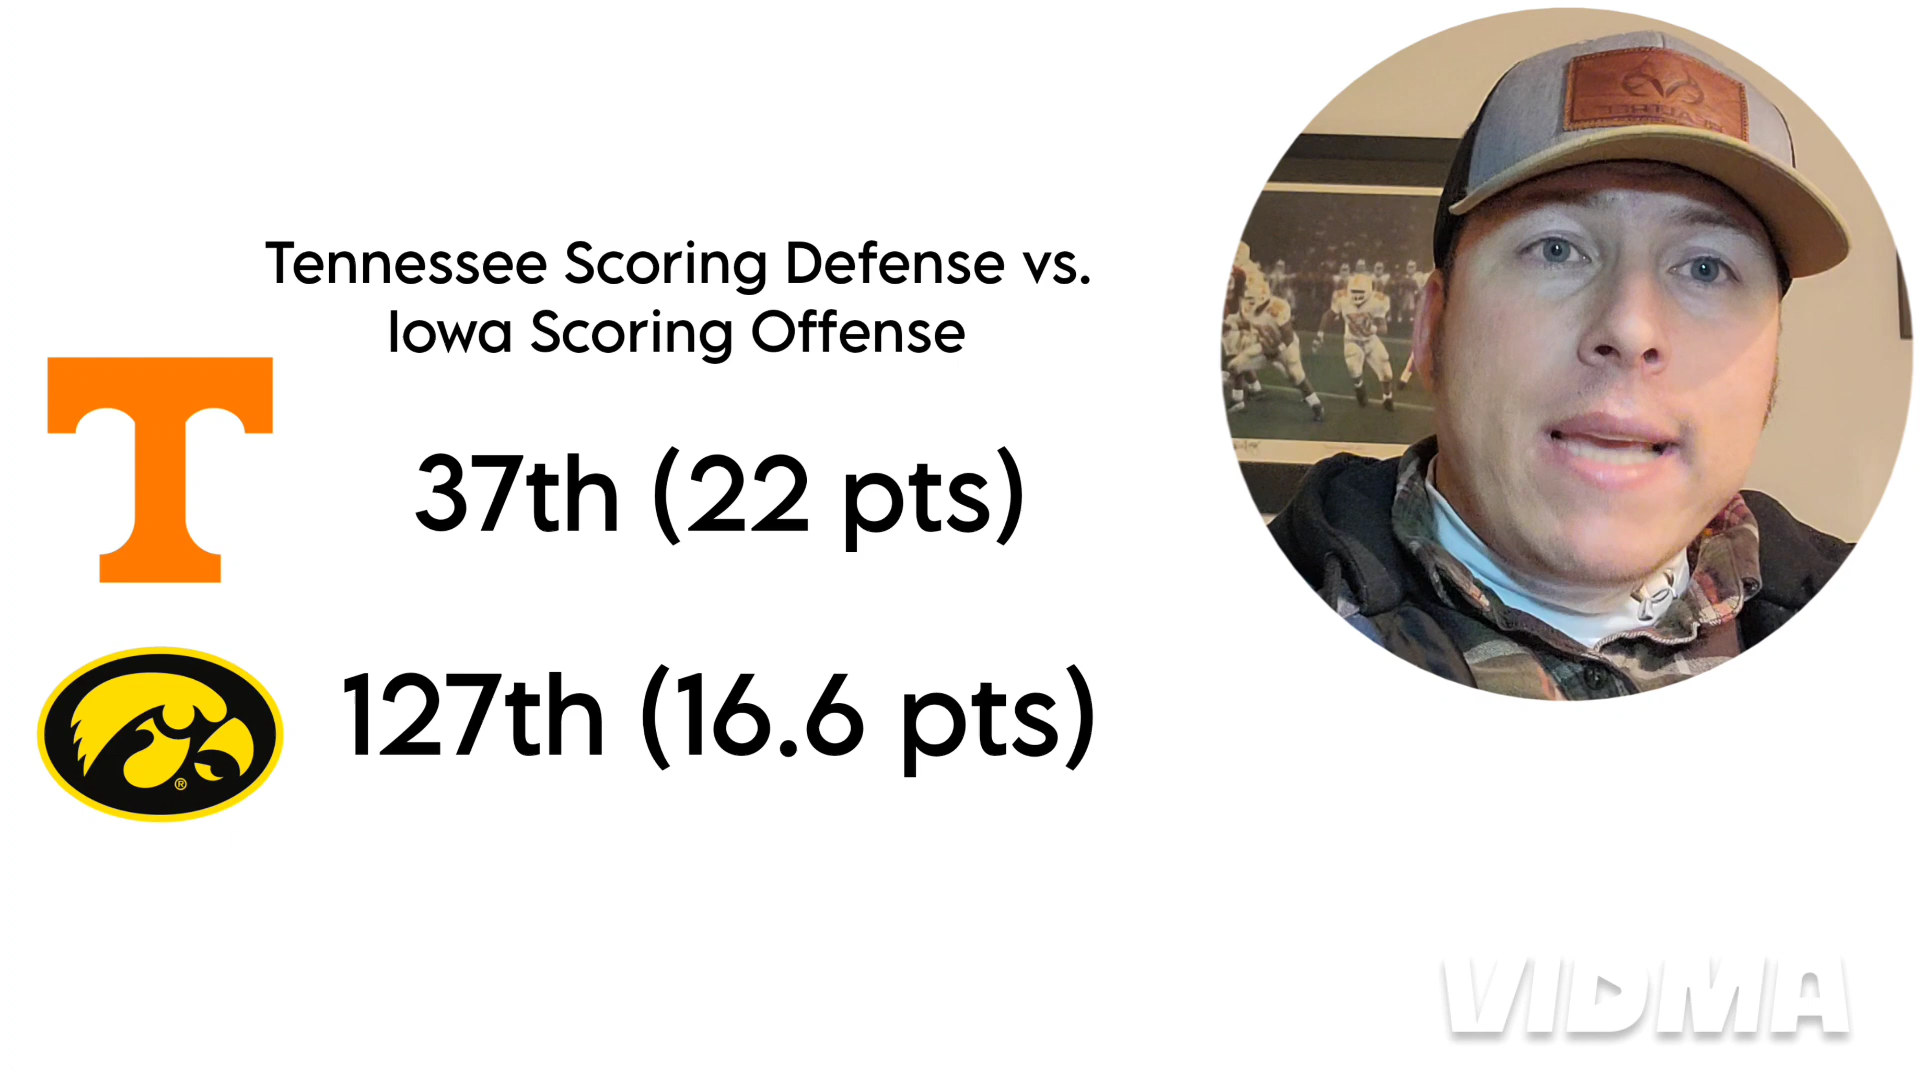 Tennessee Scoring Defense vs.
Iowa Scoring Offense
T
37th (22 pts)
®
127th (16.6 pts)
VIDMA